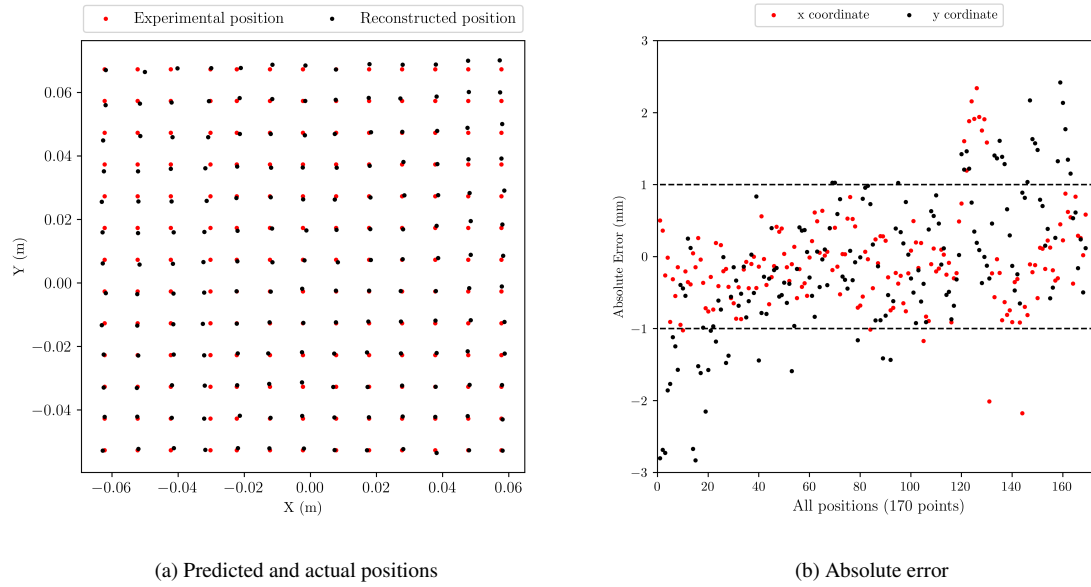 Experimental position Reconstructed position
0.06
0.04
0.02
0.00
−0.02
−0.04
Y (m)
−0.06 −0.04 −0.02 0.00 0.02 0.04 0.06
X (m)
(a) Predicted and actual positions
x coordinate y cordinate
3
2
1
0
−1
−2
−3
Absolute Error (mm)
0 20 40 60 80 100 120 140 160
All positions (170 points)
(b) Absolute error